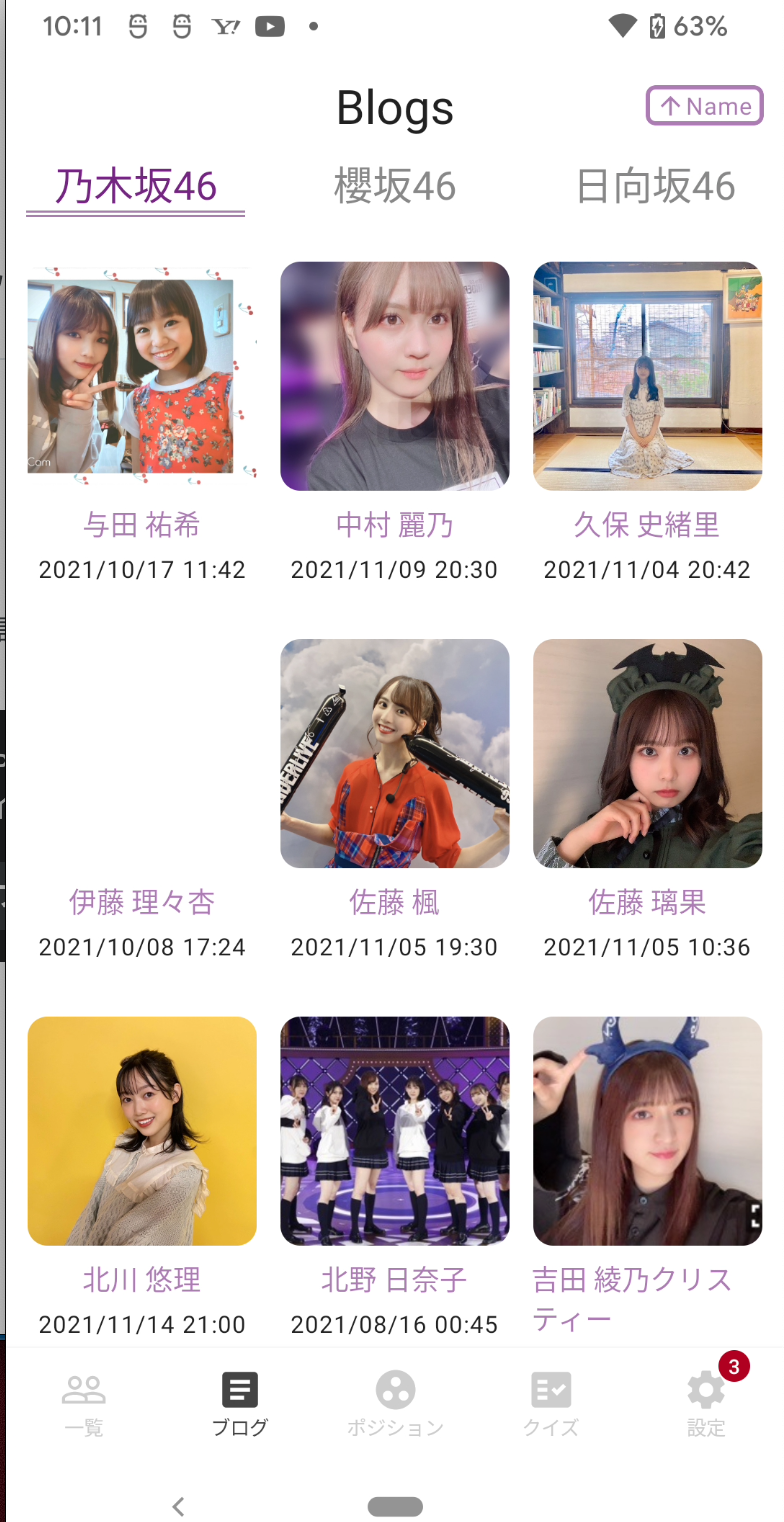 10:11
63%
Blogs
↑Name
乃木坂46
櫻坂46
日向坂46
Com
与田 祐希
中村 麗乃
久保 史緒里
2021/10/17 11:42
2021/11/09 20:30
2021/11/04 20:42
伊藤 理々杏
佐藤 楓
佐藤 璃果
2021/10/08 17:24
2021/11/05 19:30
2021/11/05 10:36
北川 悠理
北野 日奈子
吉田 綾乃クリス
ティー
2021/11/14 21:00
2021/08/16 00:45
3
一覧
ブログ
ポジション
クイズ
設定